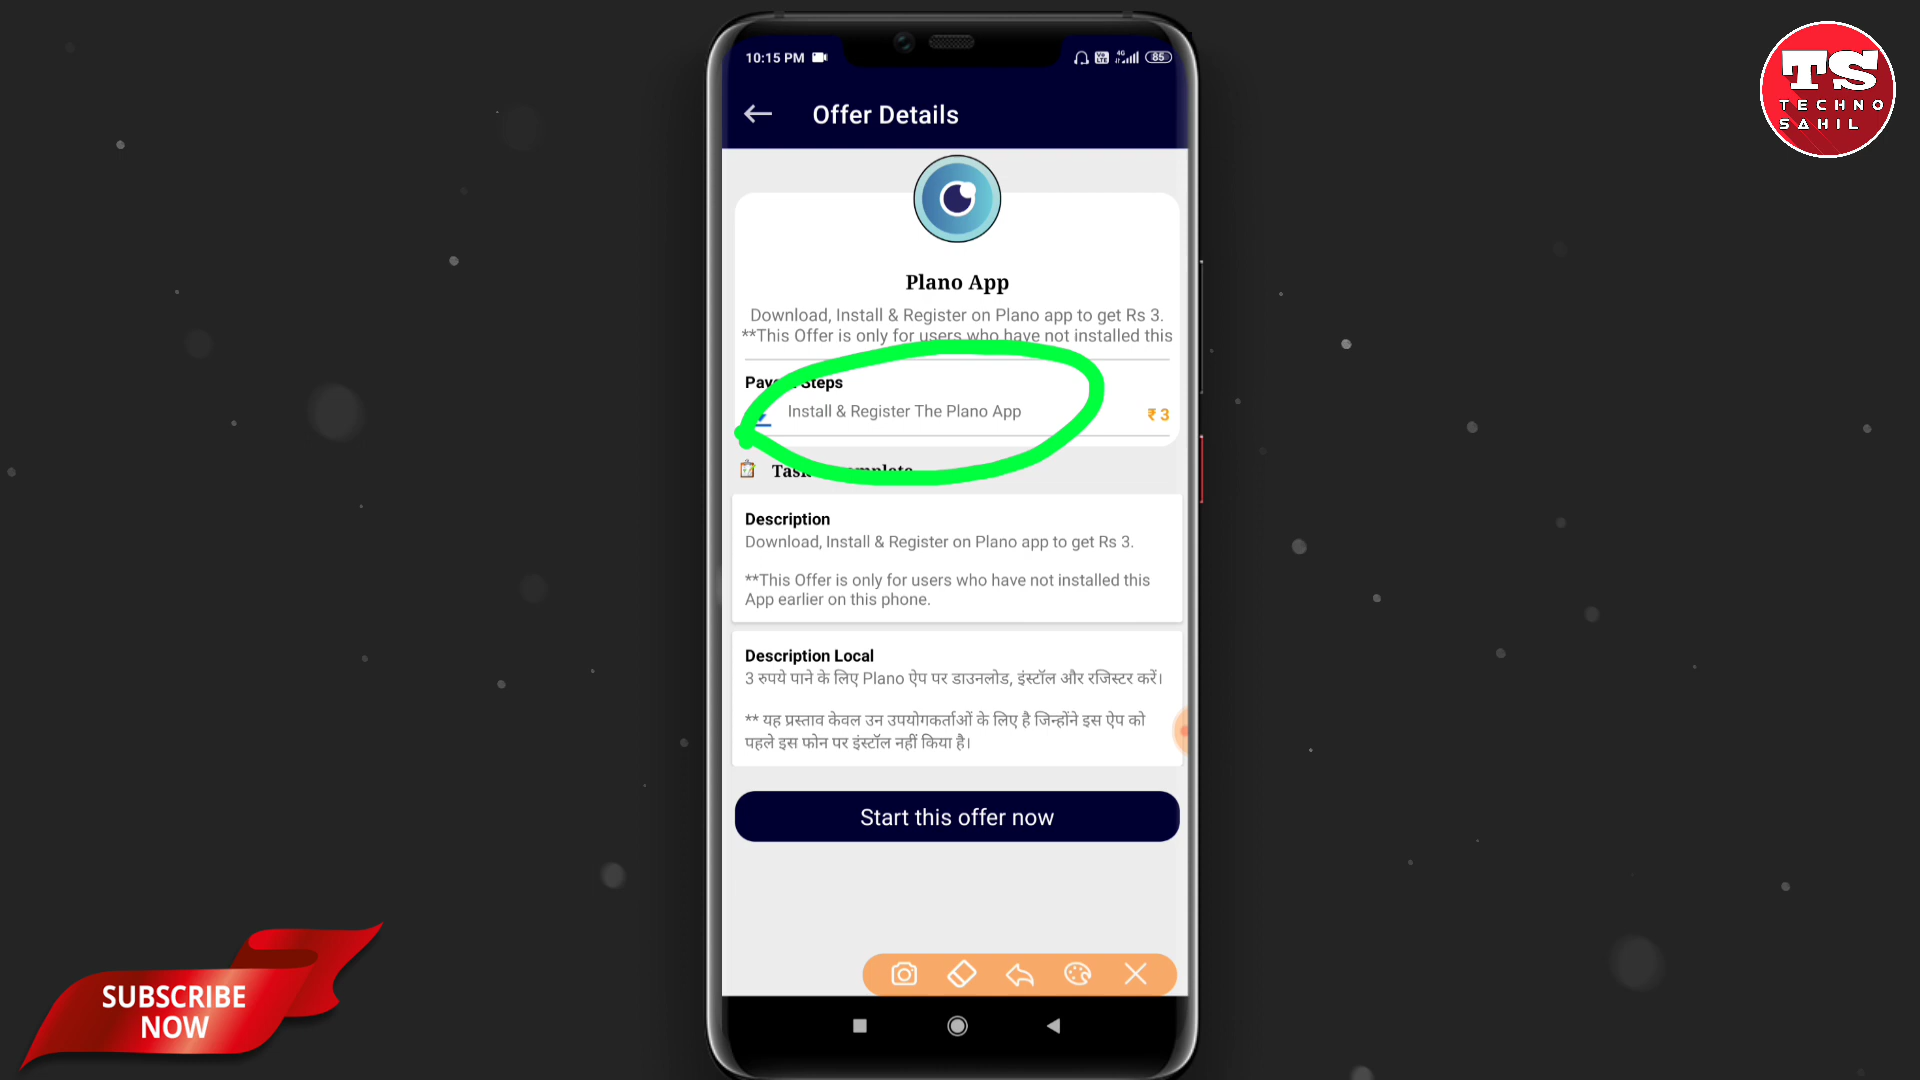 10:15 PM
4G
85
Offer Details
TS
TECHNO
SAHIL
Plano App
Download, Install & Register on Plano app to get Rs 3.
**This Offer is only for users who have not installed this
Steps
Install & Register The Plano App
₹ 3
Description
Download, Install & Register on Plano app to get Rs 3.
**This Offer is only for users who have not installed this
App earlier on this phone.
Description Local
3 रुपये पाने के लिए Plano ऐप पर डाउनलोड, इंस्टॉल और रजिस्टर करें।
** यह प्रस्ताव केवल उन उपयोगकर्ताओं के लिए है जिन्होंने इस ऐप को
पहले इस फोन पर इंस्टॉल नहीं किया है।
Start this offer now
SUBSCRIBE
NOW